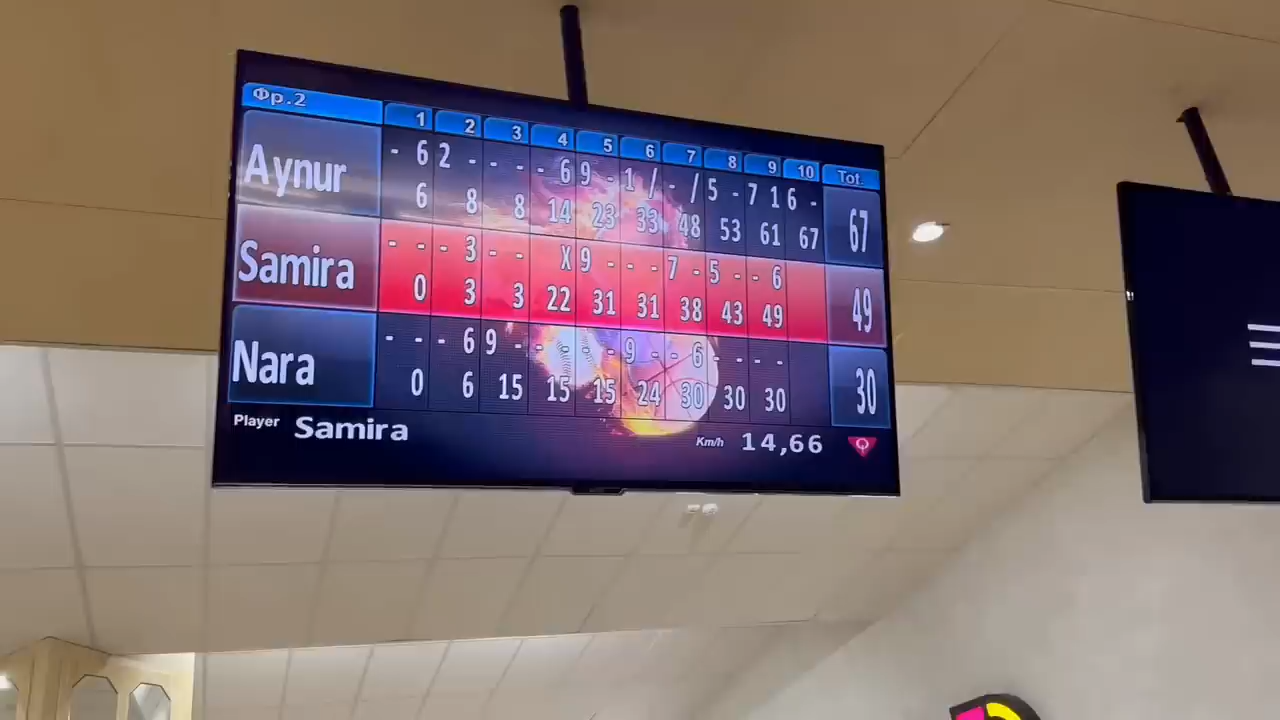 Фр.2 1 2 3 4 5 6 7 8 9 10 Tot.
Aynur - 6 2 - - - - 6 9 - 1 / - / 5 - 7 1 6 - 67
6 8 8 14 23 33 48 53 61 67
Samira - - - 3 - - X 9 - - - 7 - 5 - - 6 49
0 3 3 22 31 31 38 43 49
Nara - - - 6 9 - - - - - 9 - - 6 - - - - 30
0 6 15 15 15 24 30 30 30
Player Samira Km/h 14,66